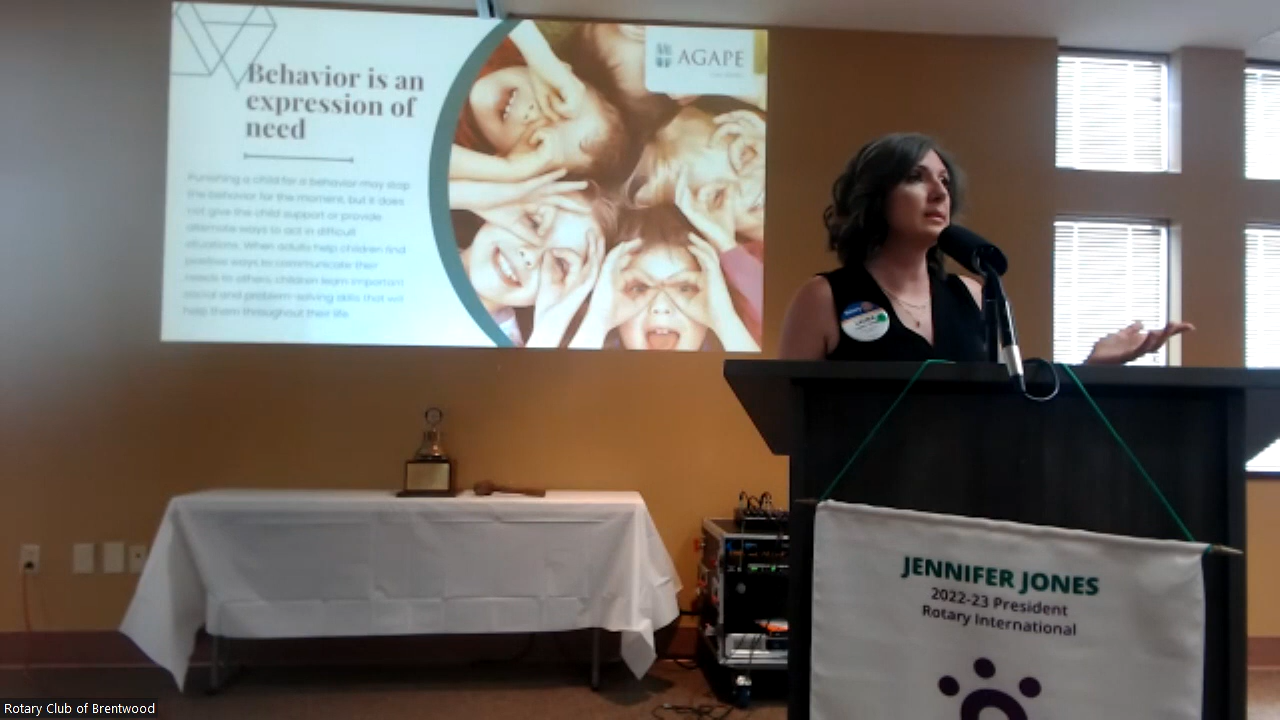 Behavior is an
expression of
need
AGAPE
Punishing a child for a behavior may stop
the behavior for the moment, but it does
not give the child support or provide
alternate ways to act in difficult
situations. When adults help children find
positive ways to communicate their
needs to others, children learn important
social and problem-solving skills that will
help them throughout their life.
JENNIFER JONES
2022-23 President
Rotary International
Rotary Club of Brentwood